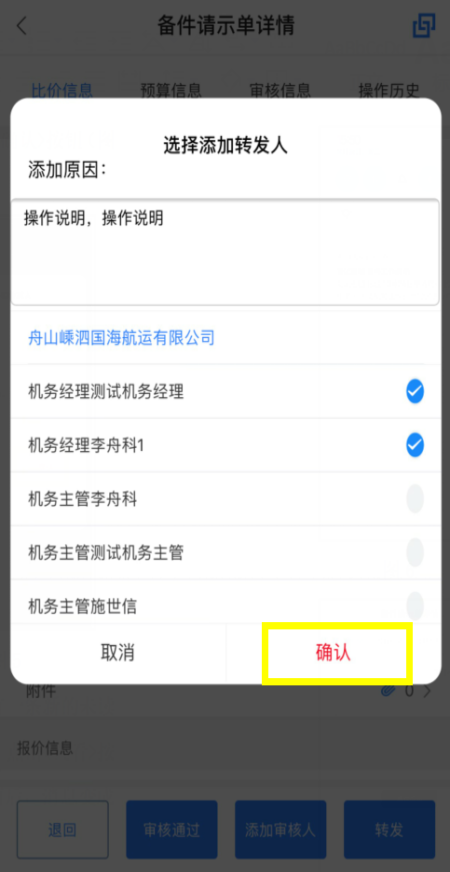 备件请示单详情
比价信息 预算信息 审核信息 操作历史
选择添加转发人
添加原因：
操作说明，操作说明
舟山嵊泗国海航运有限公司
机务经理测试机务经理
机务经理李舟科1
机务主管李舟科
机务主管测试机务主管
机务主管施世信
取消 确认
附件 0
报价信息
退回 审核通过 添加审核人 转发